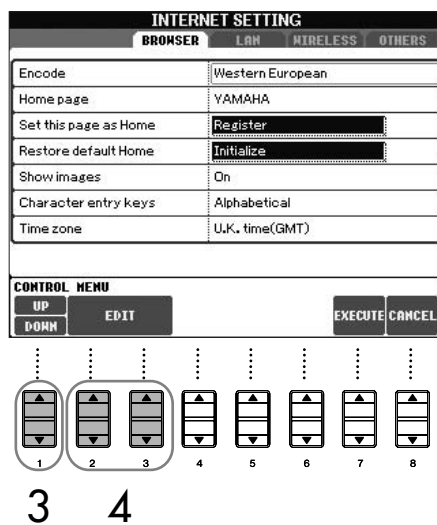 INTERNET SETTING
BROWSER LAN WIRELESS OTHERS
Encode Western European
Home page YAMAHA
Set this page as Home Register
Restore default Home Initialize
Show images On
Character entry keys Alphabetical
Time zone U.K. time(GMT)
CONTROL MENU
UP
DOWN EDIT EXECUTE CANCEL
1 2 3 4 5 6 7 8
3 4